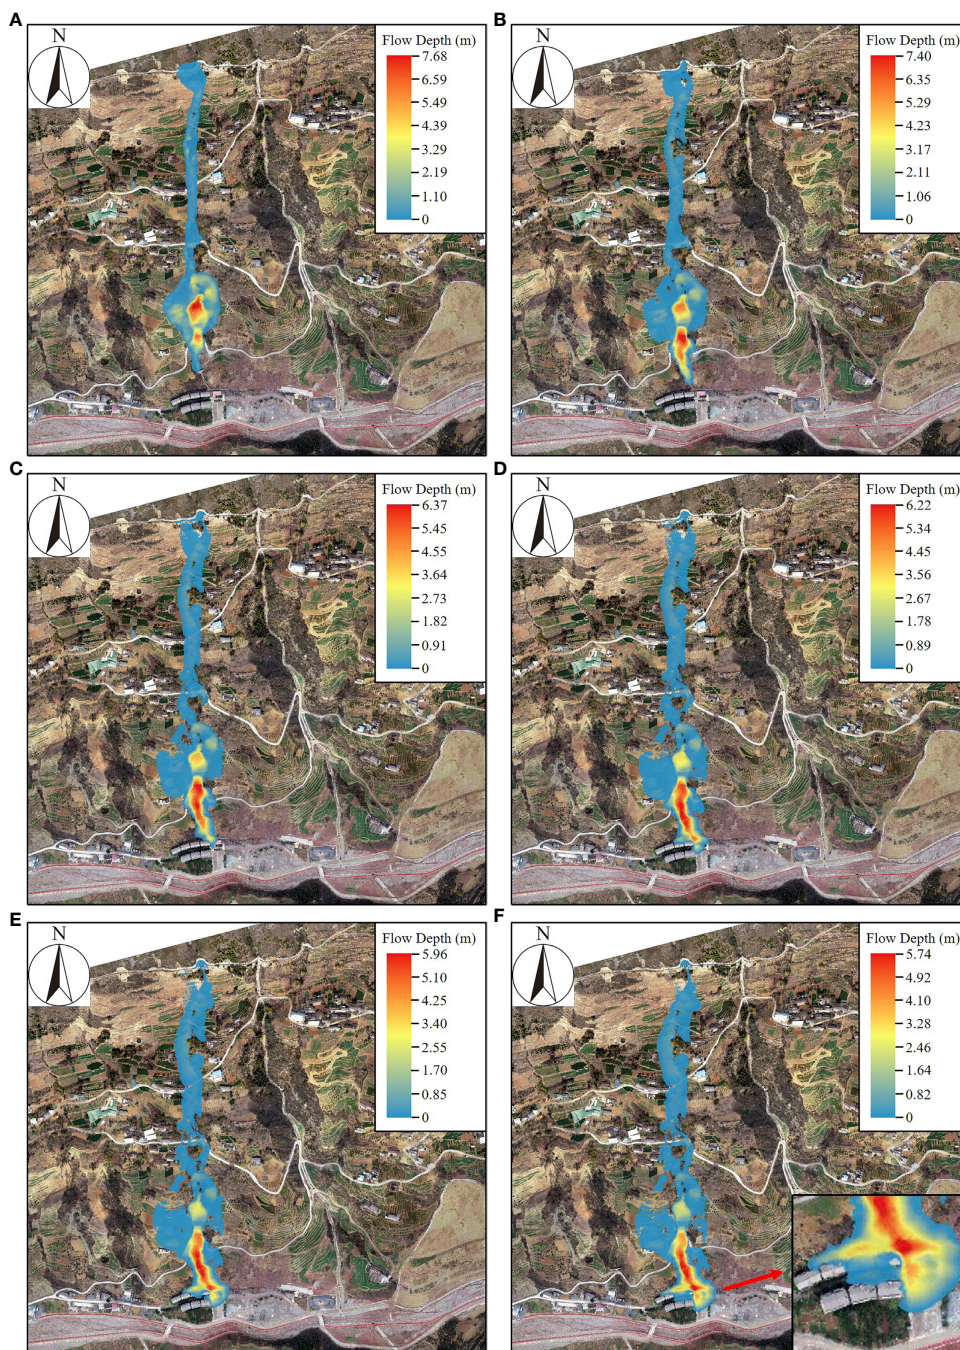 A
N
Flow Depth (m)
7.68
6.58
5.49
4.39
3.29
2.19
1.10
0
B
N
Flow Depth (m)
7.40
6.35
5.29
4.23
3.17
2.11
1.06
0
C
N
Flow Depth (m)
6.37
5.45
4.55
3.64
2.73
1.82
0.91
0
D
N
Flow Depth (m)
6.22
5.34
4.45
3.56
2.67
1.78
0.89
0
E
N
Flow Depth (m)
5.96
5.10
4.25
3.40
2.55
1.70
0.85
0
F
N
Flow Depth (m)
5.74
4.92
4.10
3.28
2.46
1.64
0.82
0